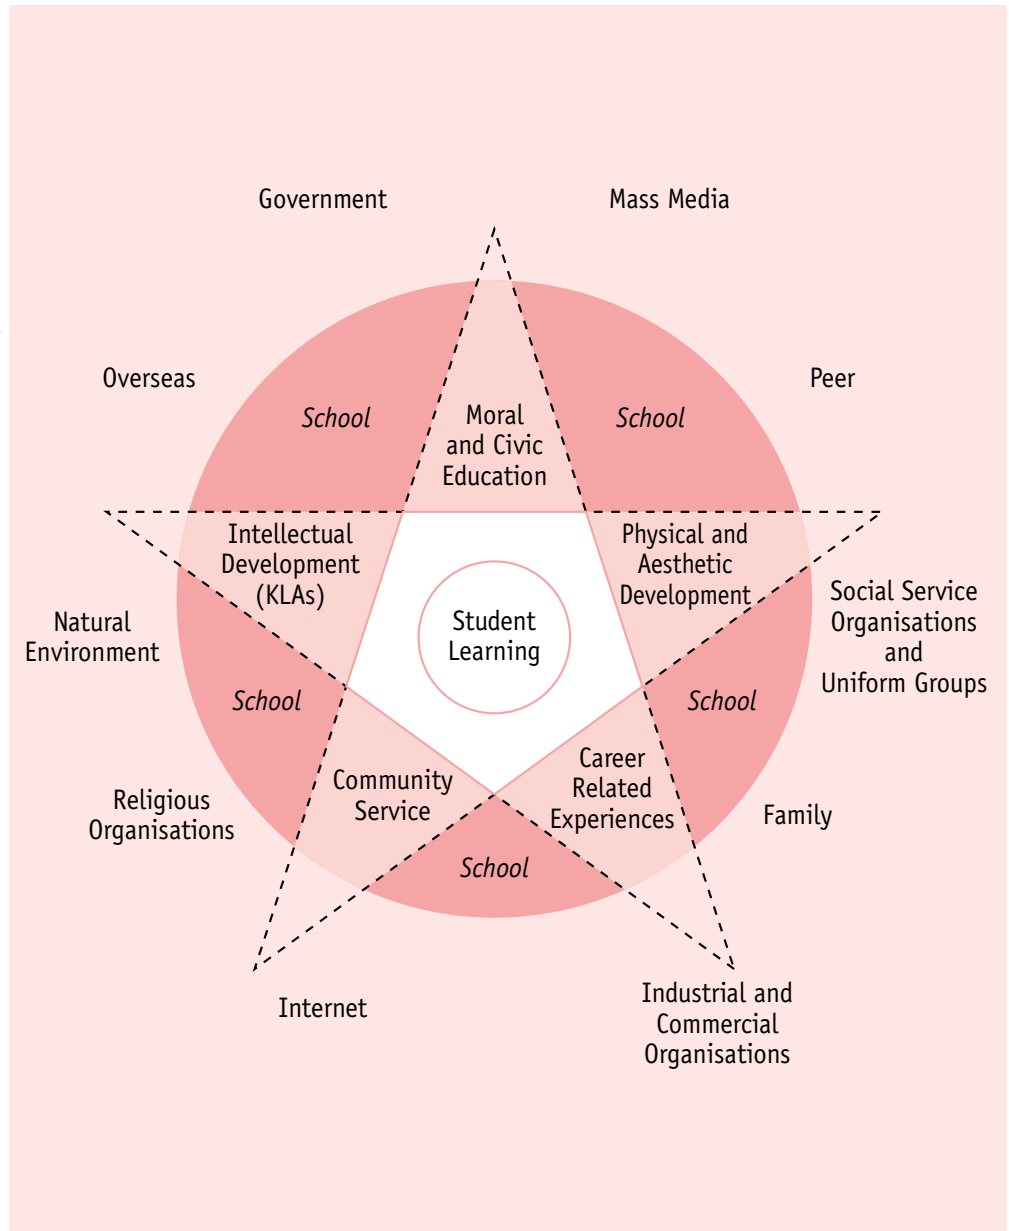 Government
Mass Media
Overseas
Peer
School
Moral
and Civic
Education
School
Intellectual
Development
(KLAs)
Physical and
Aesthetic
Development
Student
Learning
Natural
Environment
Social Service
Organisations
and
Uniform Groups
School
School
Community
Service
Career
Related
Experiences
Religious
Organisations
Family
School
Internet
Industrial and
Commercial
Organisations